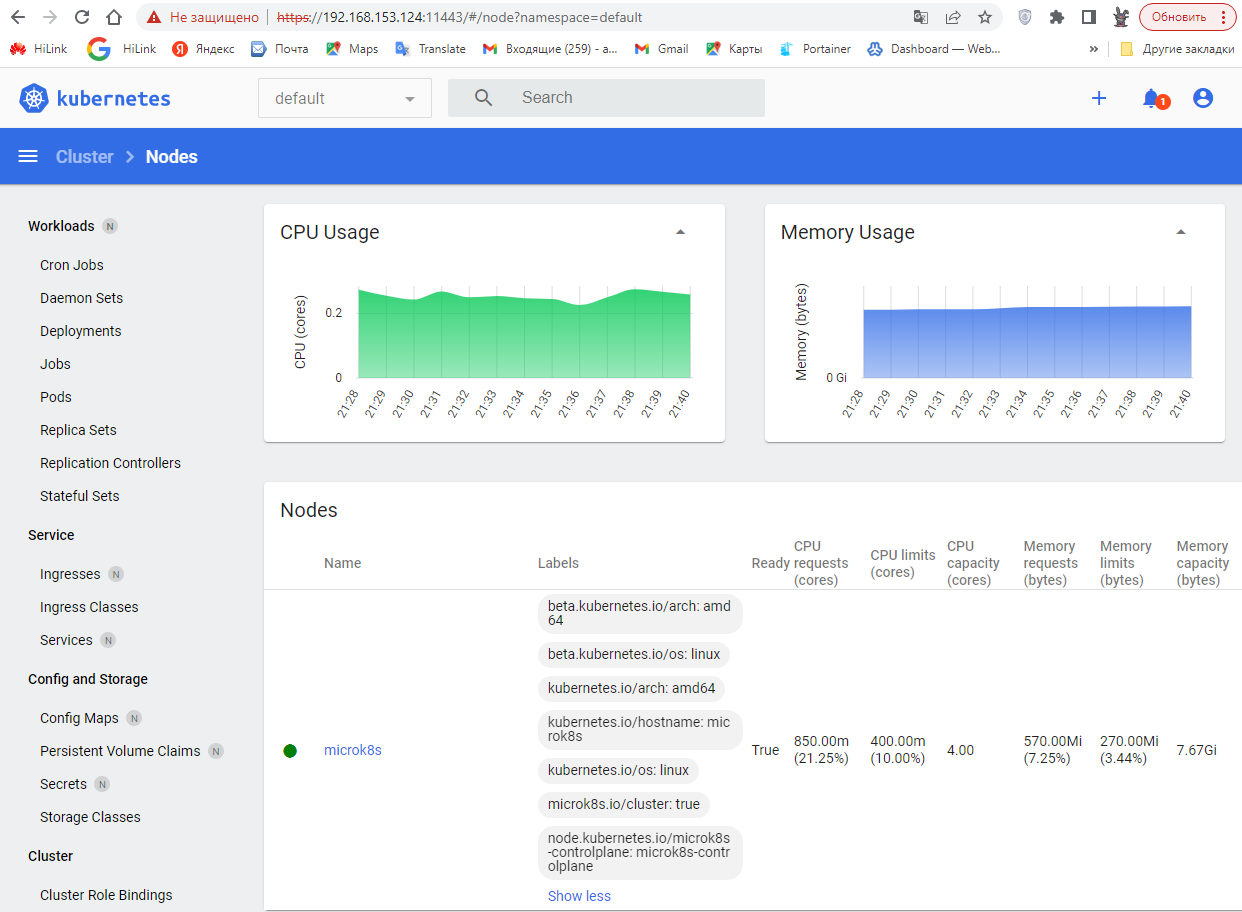 Не защищено
https://192.168.153.124:11443/#/node?namespace=default
Обновить
HiLink
HiLink
Яндекс
Почта
Maps
Translate
Входящие (259) - а...
Gmail
Карты
Portainer
Dashboard — Web...
»
Другие закладки
kubernetes
default
Search
1
Cluster
Nodes
Workloads N
Cron Jobs
Daemon Sets
Deployments
Jobs
Pods
Replica Sets
Replication Controllers
Stateful Sets
Service
Ingresses N
Ingress Classes
Services N
Config and Storage
Config Maps N
Persistent Volume Claims N
Secrets N
Storage Classes
Cluster
Cluster Role Bindings
CPU Usage
CPU (cores)
0.2
0
21:28
21:29
21:30
21:31
21:32
21:33
21:34
21:35
21:36
21:37
21:38
21:39
21:40
Memory Usage
Memory (bytes)
0 Gi
21:28
21:29
21:30
21:31
21:32
21:33
21:34
21:35
21:36
21:37
21:38
21:39
21:40
Nodes
Name
Labels
Ready
CPU
requests
(cores)
CPU limits
(cores)
CPU
capacity
(cores)
Memory
requests
(bytes)
Memory
limits
(bytes)
Memory
capacity
(bytes)
microk8s
beta.kubernetes.io/arch: amd
64
beta.kubernetes.io/os: linux
kubernetes.io/arch: amd64
kubernetes.io/hostname: mic
rok8s
kubernetes.io/os: linux
microk8s.io/cluster: true
node.kubernetes.io/microk8s
-controlplane: microk8s-contr
olplane
Show less
True
850.00m
(21.25%)
400.00m
(10.00%)
4.00
570.00Mi
(7.25%)
270.00Mi
(3.44%)
7.67Gi